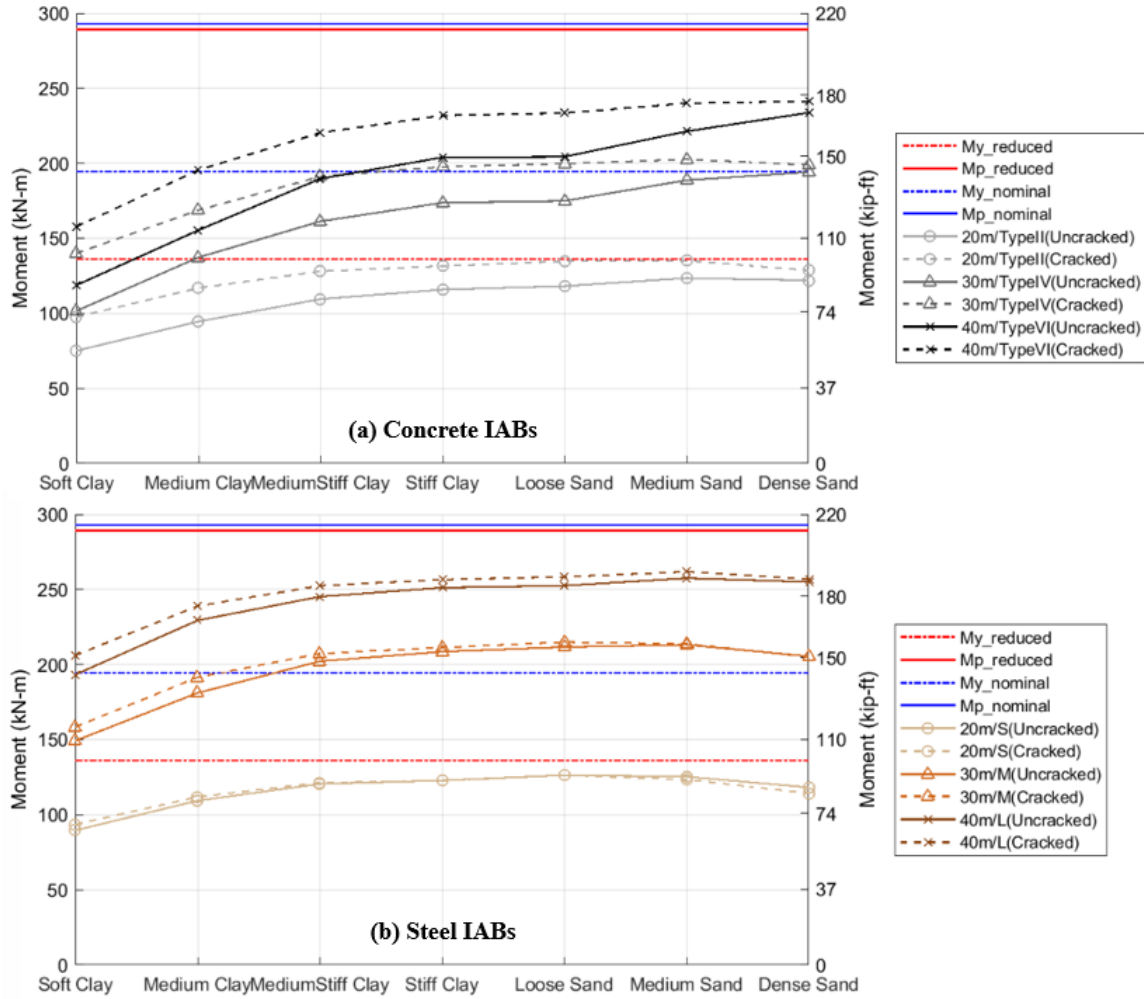 300
250
200
150
100
50
0
Moment (kN-m)
220
180
150
110
74
37
0
Moment (kip-ft)
Soft Clay
Medium Clay
MediumStiff Clay
Stiff Clay
Loose Sand
Medium Sand
Dense Sand
(a) Concrete IABs
My_reduced
Mp_reduced
My_nominal
Mp_nominal
20m/TypeII(Uncracked)
20m/TypeII(Cracked)
30m/TypeIV(Uncracked)
30m/TypeIV(Cracked)
40m/TypeVI(Uncracked)
40m/TypeVI(Cracked)
300
250
200
150
100
50
0
Moment (kN-m)
220
180
150
110
74
37
0
Moment (kip-ft)
Soft Clay
Medium Clay
MediumStiff Clay
Stiff Clay
Loose Sand
Medium Sand
Dense Sand
(b) Steel IABs
My_reduced
Mp_reduced
My_nominal
Mp_nominal
20m/S(Uncracked)
20m/S(Cracked)
30m/M(Uncracked)
30m/M(Cracked)
40m/L(Uncracked)
40m/L(Cracked)